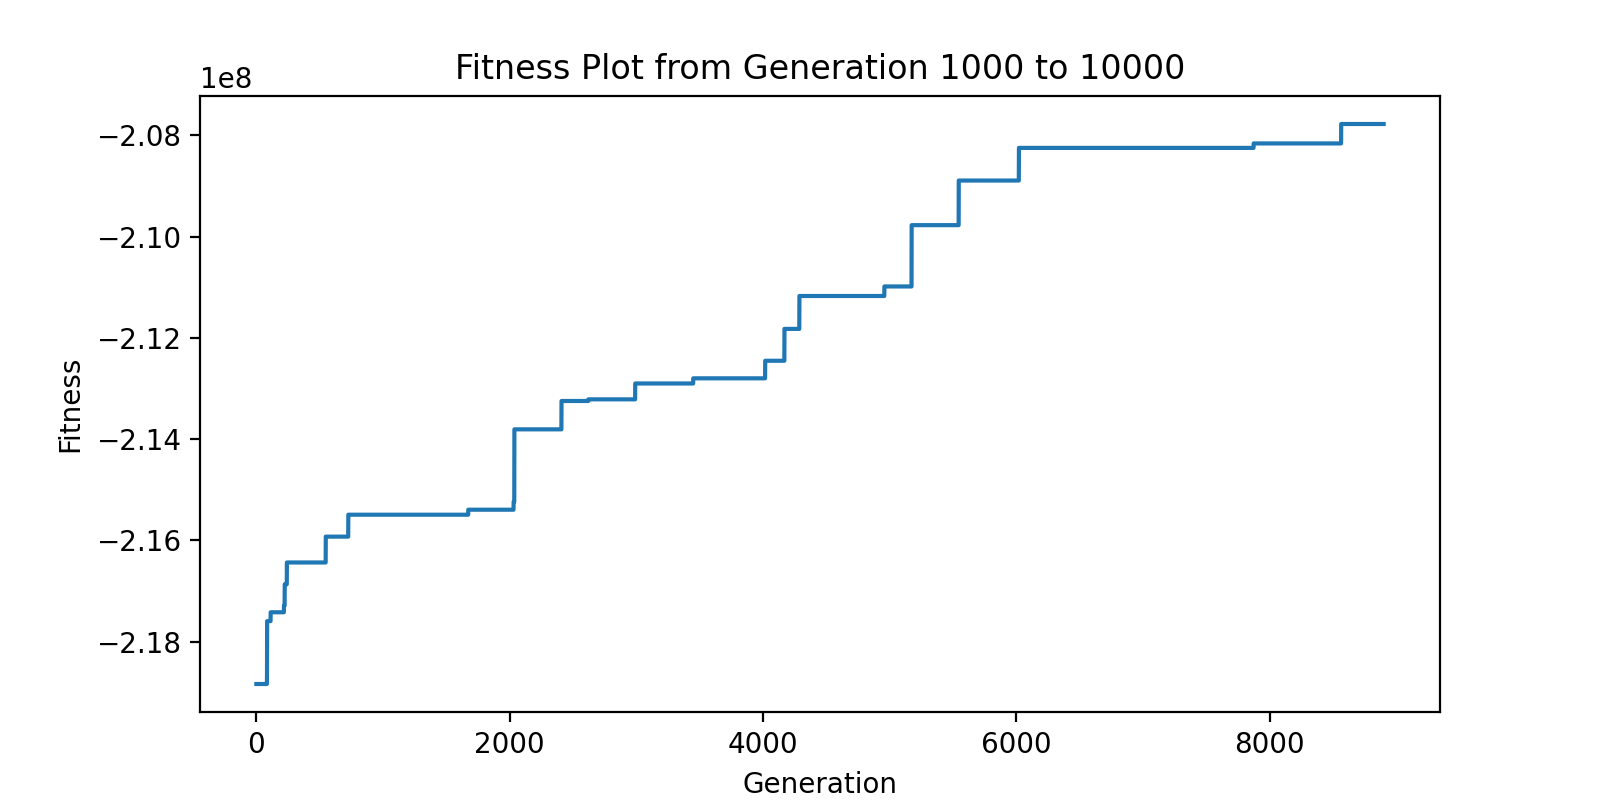 Fitness Plot from Generation 1000 to 10000
1e8
−2.08
−2.10
−2.12
−2.14
−2.16
−2.18
Fitness
0 2000 4000 6000 8000
Generation